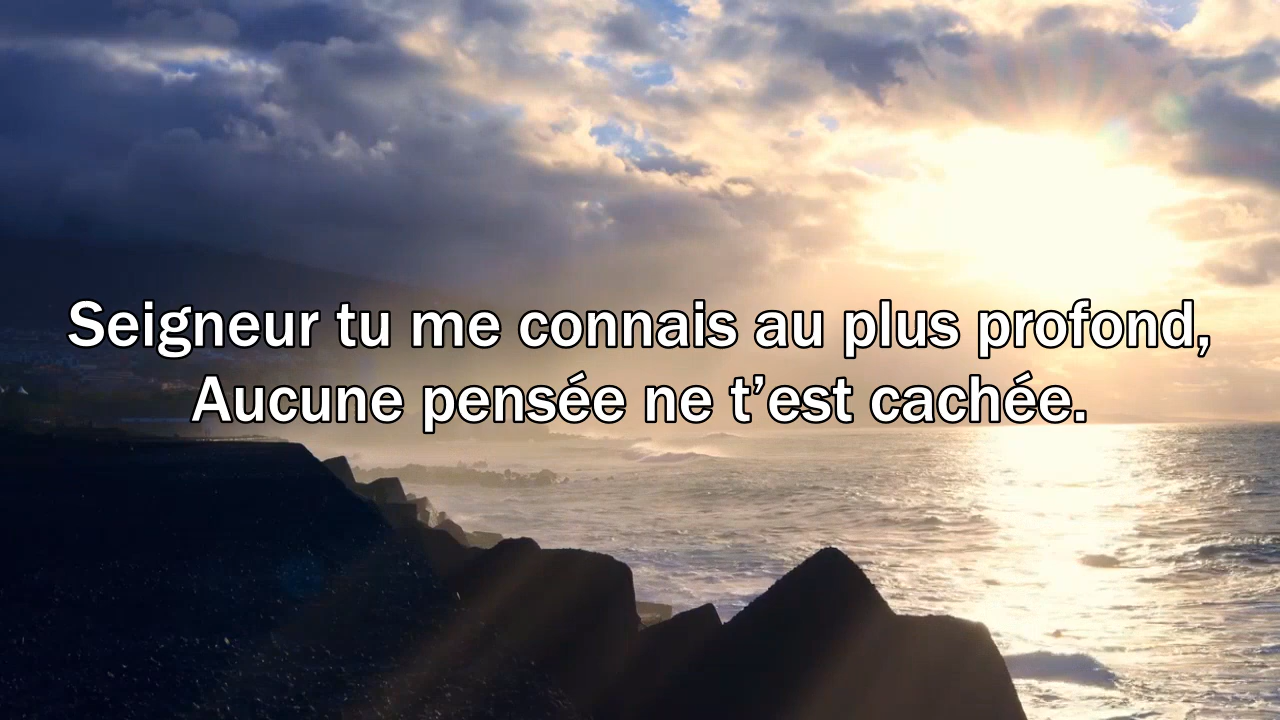 Seigneur tu me connais au plus profond,
Aucune pensée ne t’est cachée.